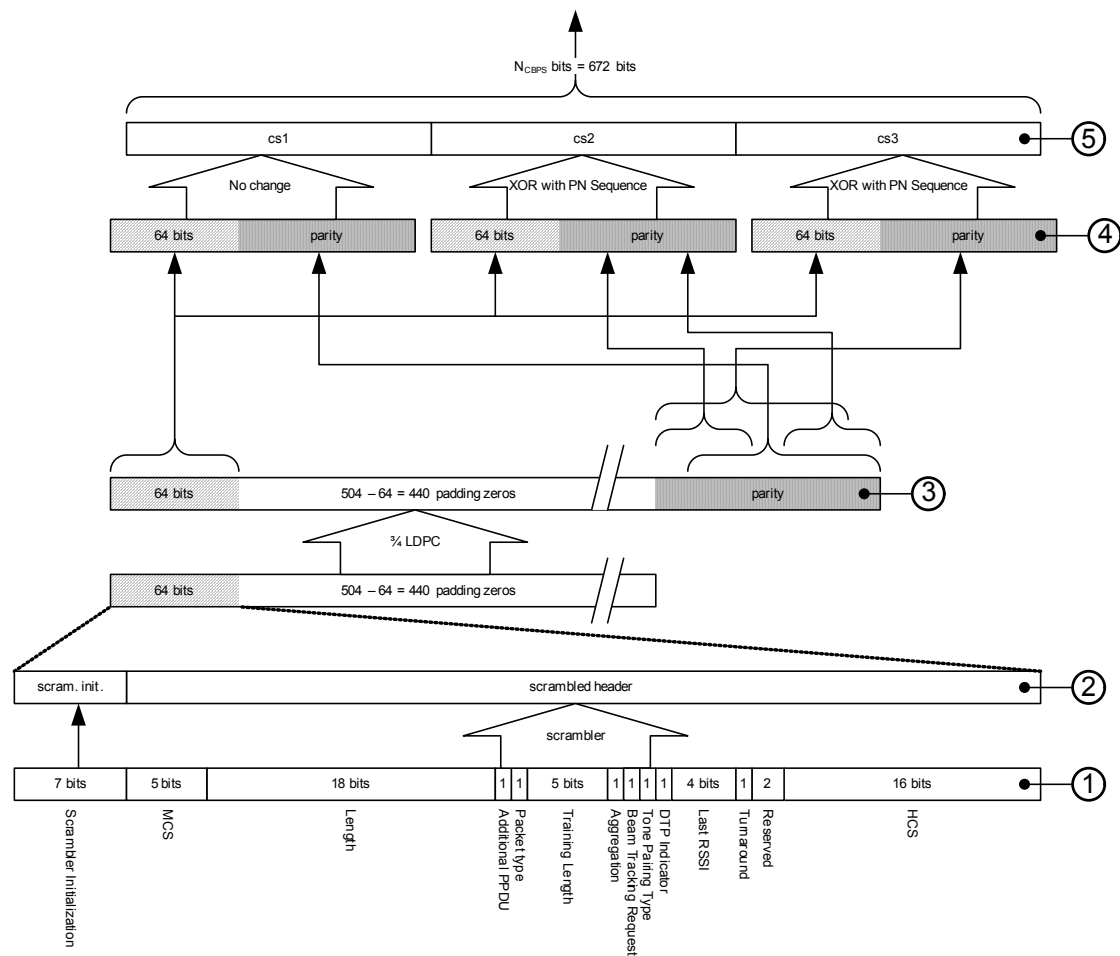 N_CBPS bits = 672 bits
cs1
cs2
cs3
5
No change
XOR with PN Sequence
XOR with PN Sequence
64 bits
parity
64 bits
parity
64 bits
parity
4
64 bits
504 – 64 = 440 padding zeros
parity
3
¾ LDPC
64 bits
504 – 64 = 440 padding zeros
scram. init.
scrambled header
2
scrambler
7 bits
5 bits
18 bits
1
1
5 bits
1
1
1
1
4 bits
1
2
16 bits
1
Scrambler Initialization
MCS
Length
Additional PPDU
Packet type
Training Length
Aggregation
Beam Tracking Request
Tone Pairing Type
DTP Indicator
Last RSSI
Turnaround
Reserved
HCS